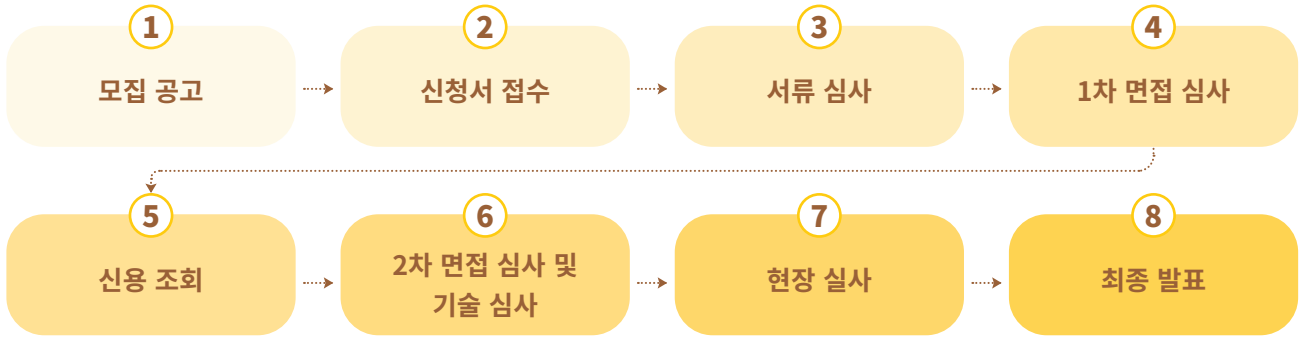 1
모집 공고
2
신청서 접수
3
서류 심사
4
1차 면접 심사
5
신용 조회
6
2차 면접 심사 및
기술 심사
7
현장 실사
8
최종 발표